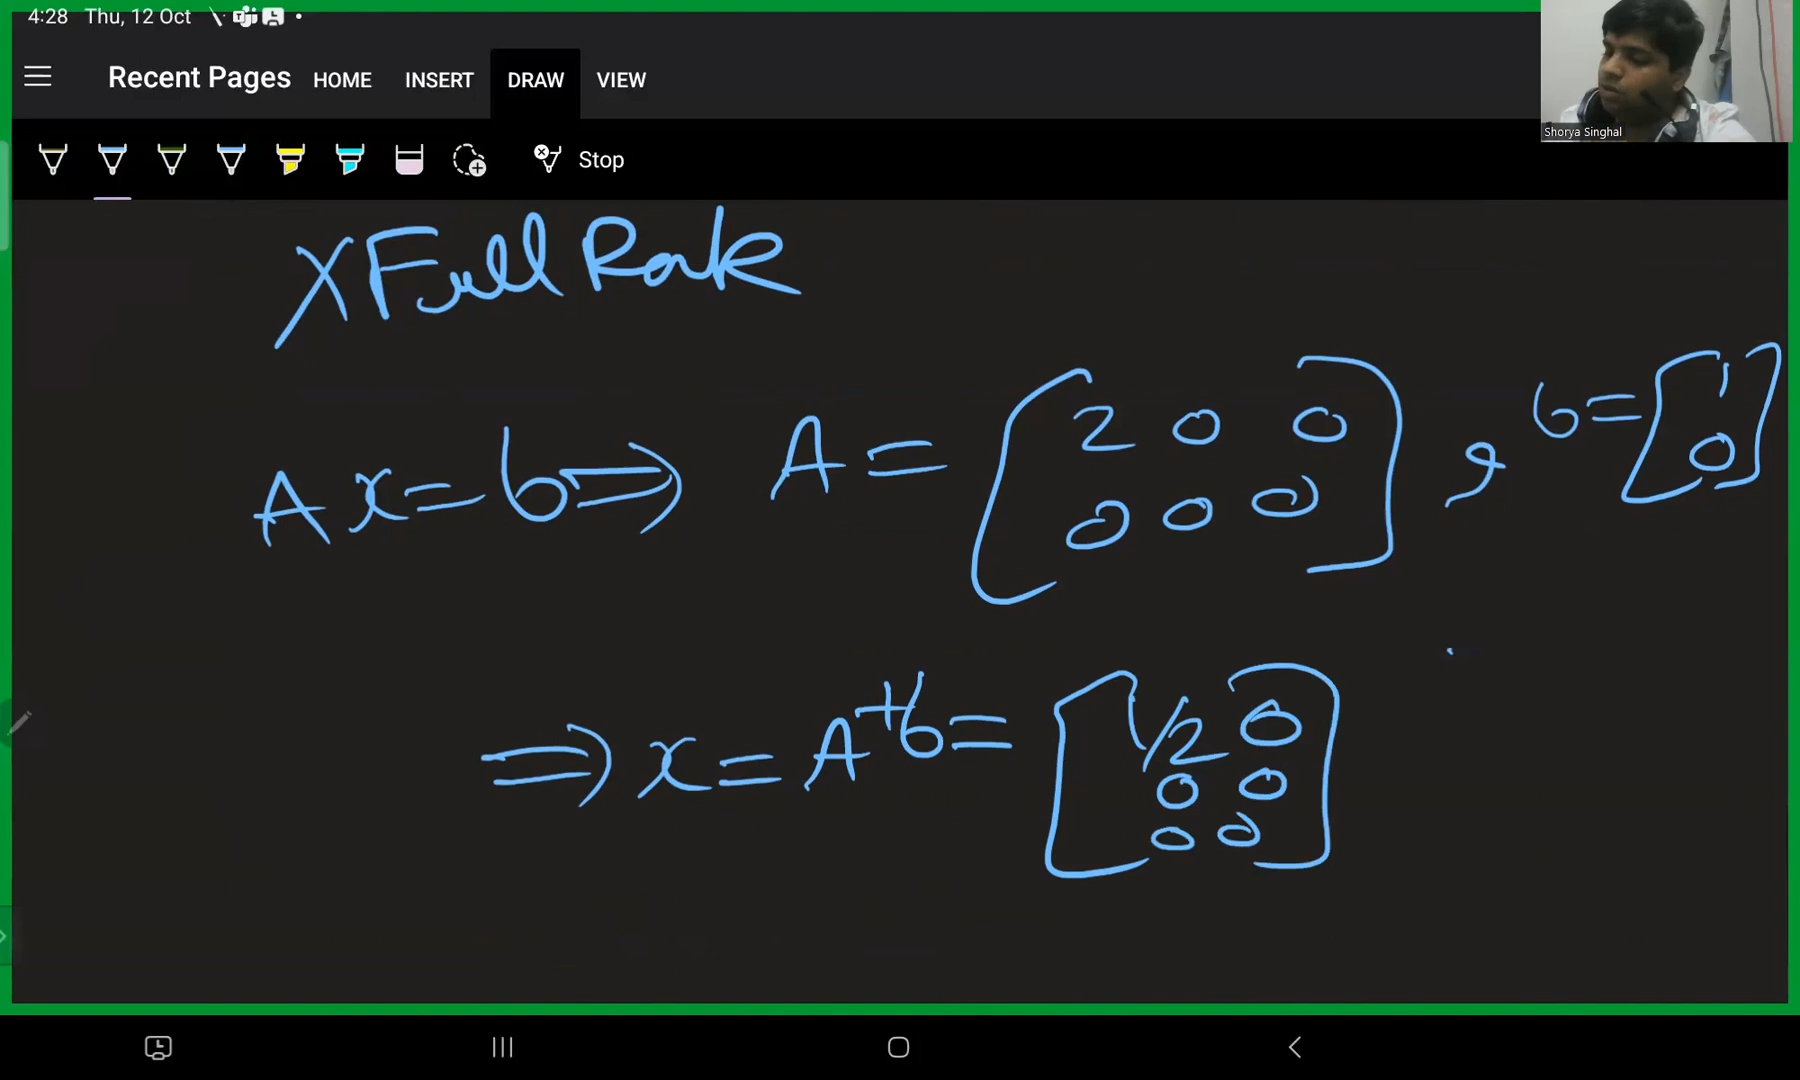 4:28 Thu, 12 Oct
Recent Pages HOME INSERT DRAW VIEW
Shorya Singhal
Stop
X Full Rank
Ax = b ⇒ A = [2 0 0
0 0 0] , b = [1
0]
⇒ x = A⁺b = [1/2 0
0 0
0 0]